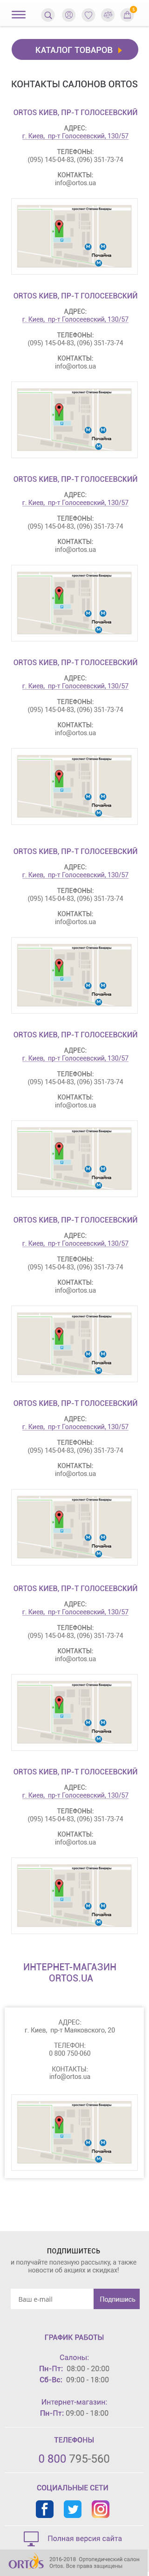 0
КАТАЛОГ ТОВАРОВ
КОНТАКТЫ САЛОНОВ ORTOS
ORTOS КИЕВ, ПР-Т ГОЛОСЕЕВСКИЙ
АДРЕС:
г. Киев, пр-т Голосеевский, 130/57
ТЕЛЕФОНЫ:
(095) 145-04-83, (096) 351-73-74
КОНТАКТЫ:
info@ortos.ua
проспект Степана Бандеры
Почайна
ORTOS КИЕВ, ПР-Т ГОЛОСЕЕВСКИЙ
АДРЕС:
г. Киев, пр-т Голосеевский, 130/57
ТЕЛЕФОНЫ:
(095) 145-04-83, (096) 351-73-74
КОНТАКТЫ:
info@ortos.ua
проспект Степана Бандеры
Почайна
ORTOS КИЕВ, ПР-Т ГОЛОСЕЕВСКИЙ
АДРЕС:
г. Киев, пр-т Голосеевский, 130/57
ТЕЛЕФОНЫ:
(095) 145-04-83, (096) 351-73-74
КОНТАКТЫ:
info@ortos.ua
проспект Степана Бандеры
Почайна
ORTOS КИЕВ, ПР-Т ГОЛОСЕЕВСКИЙ
АДРЕС:
г. Киев, пр-т Голосеевский, 130/57
ТЕЛЕФОНЫ:
(095) 145-04-83, (096) 351-73-74
КОНТАКТЫ:
info@ortos.ua
проспект Степана Бандеры
Почайна
ORTOS КИЕВ, ПР-Т ГОЛОСЕЕВСКИЙ
АДРЕС:
г. Киев, пр-т Голосеевский, 130/57
ТЕЛЕФОНЫ:
(095) 145-04-83, (096) 351-73-74
КОНТАКТЫ:
info@ortos.ua
проспект Степана Бандеры
Почайна
ORTOS КИЕВ, ПР-Т ГОЛОСЕЕВСКИЙ
АДРЕС:
г. Киев, пр-т Голосеевский, 130/57
ТЕЛЕФОНЫ:
(095) 145-04-83, (096) 351-73-74
КОНТАКТЫ:
info@ortos.ua
проспект Степана Бандеры
Почайна
ORTOS КИЕВ, ПР-Т ГОЛОСЕЕВСКИЙ
АДРЕС:
г. Киев, пр-т Голосеевский, 130/57
ТЕЛЕФОНЫ:
(095) 145-04-83, (096) 351-73-74
КОНТАКТЫ:
info@ortos.ua
проспект Степана Бандеры
Почайна
ORTOS КИЕВ, ПР-Т ГОЛОСЕЕВСКИЙ
АДРЕС:
г. Киев, пр-т Голосеевский, 130/57
ТЕЛЕФОНЫ:
(095) 145-04-83, (096) 351-73-74
КОНТАКТЫ:
info@ortos.ua
проспект Степана Бандеры
Почайна
ORTOS КИЕВ, ПР-Т ГОЛОСЕЕВСКИЙ
АДРЕС:
г. Киев, пр-т Голосеевский, 130/57
ТЕЛЕФОНЫ:
(095) 145-04-83, (096) 351-73-74
КОНТАКТЫ:
info@ortos.ua
проспект Степана Бандеры
Почайна
ORTOS КИЕВ, ПР-Т ГОЛОСЕЕВСКИЙ
АДРЕС:
г. Киев, пр-т Голосеевский, 130/57
ТЕЛЕФОНЫ:
(095) 145-04-83, (096) 351-73-74
КОНТАКТЫ:
info@ortos.ua
проспект Степана Бандеры
Почайна
ИНТЕРНЕТ-МАГАЗИН
ORTOS.UA
АДРЕС:
г. Киев, пр-т Маяковского, 20
ТЕЛЕФОН:
0 800 750-060
КОНТАКТЫ:
info@ortos.ua
проспект Степана Бандеры
Почайна
ПОДПИШИТЕСЬ
и получайте полезную рассылку, а также
новости об акциях и скидках!
Ваш e-mail
Подпишись
ГРАФИК РАБОТЫ
Салоны:
Пн-Пт: 08:00 - 20:00
Сб-Вс: 09:00 - 18:00
Интернет-магазин:
Пн-Пт: 09:00 - 18:00
ТЕЛЕФОНЫ
0 800 795-560
СОЦИАЛЬНЫЕ СЕТИ
Полная версия сайта
ORTOS
2016-2018 Ортопедический салон
Ortos. Все права защищены